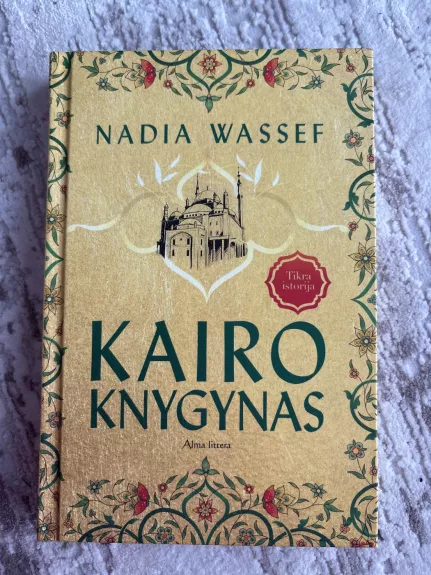 NADIA WASSEF
Tikra
istorija
KAIRO
KNYGYNAS
Alma littera